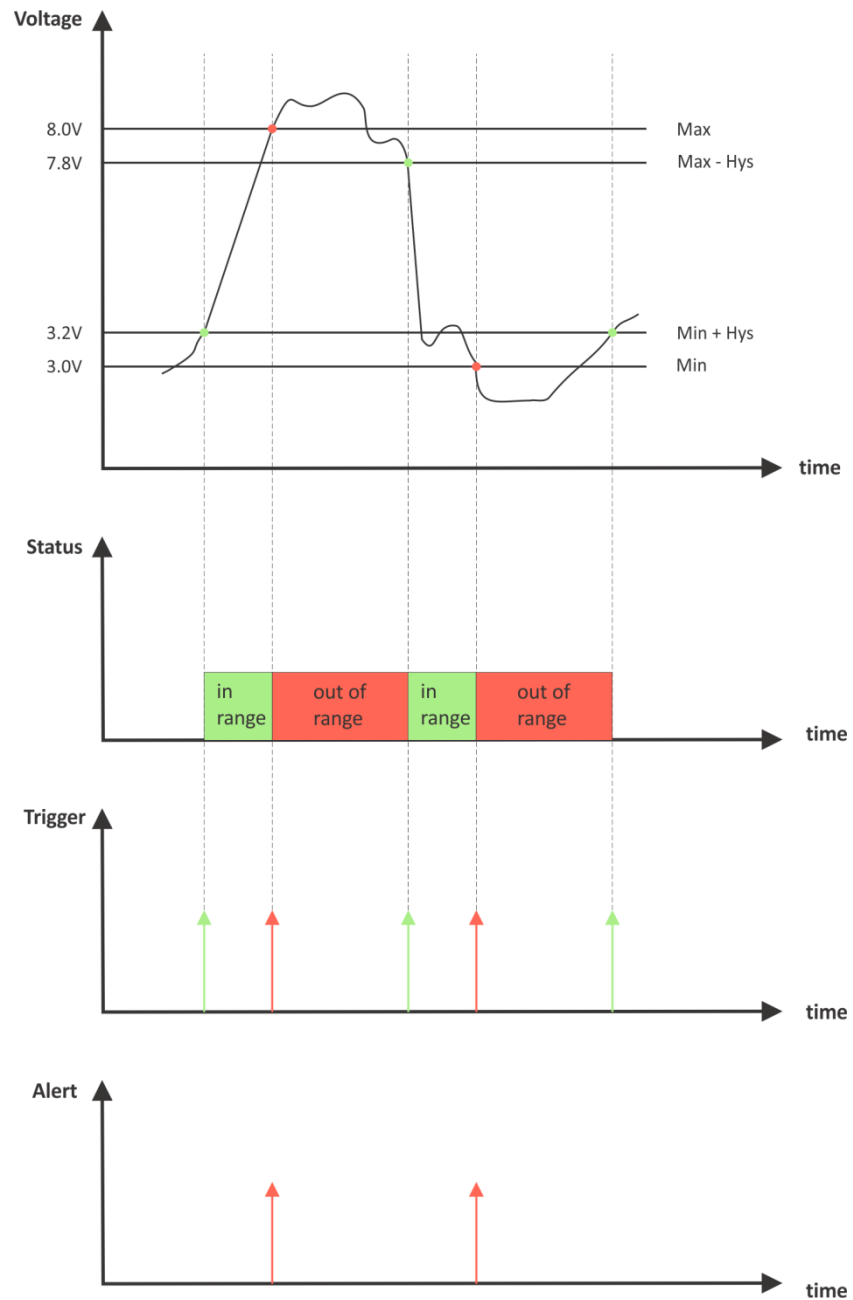 Voltage
8.0V
Max
7.8V
Max - Hys
3.2V
Min + Hys
3.0V
Min
time
Status
in
range
out of
range
in
range
out of
range
time
Trigger
time
Alert
time